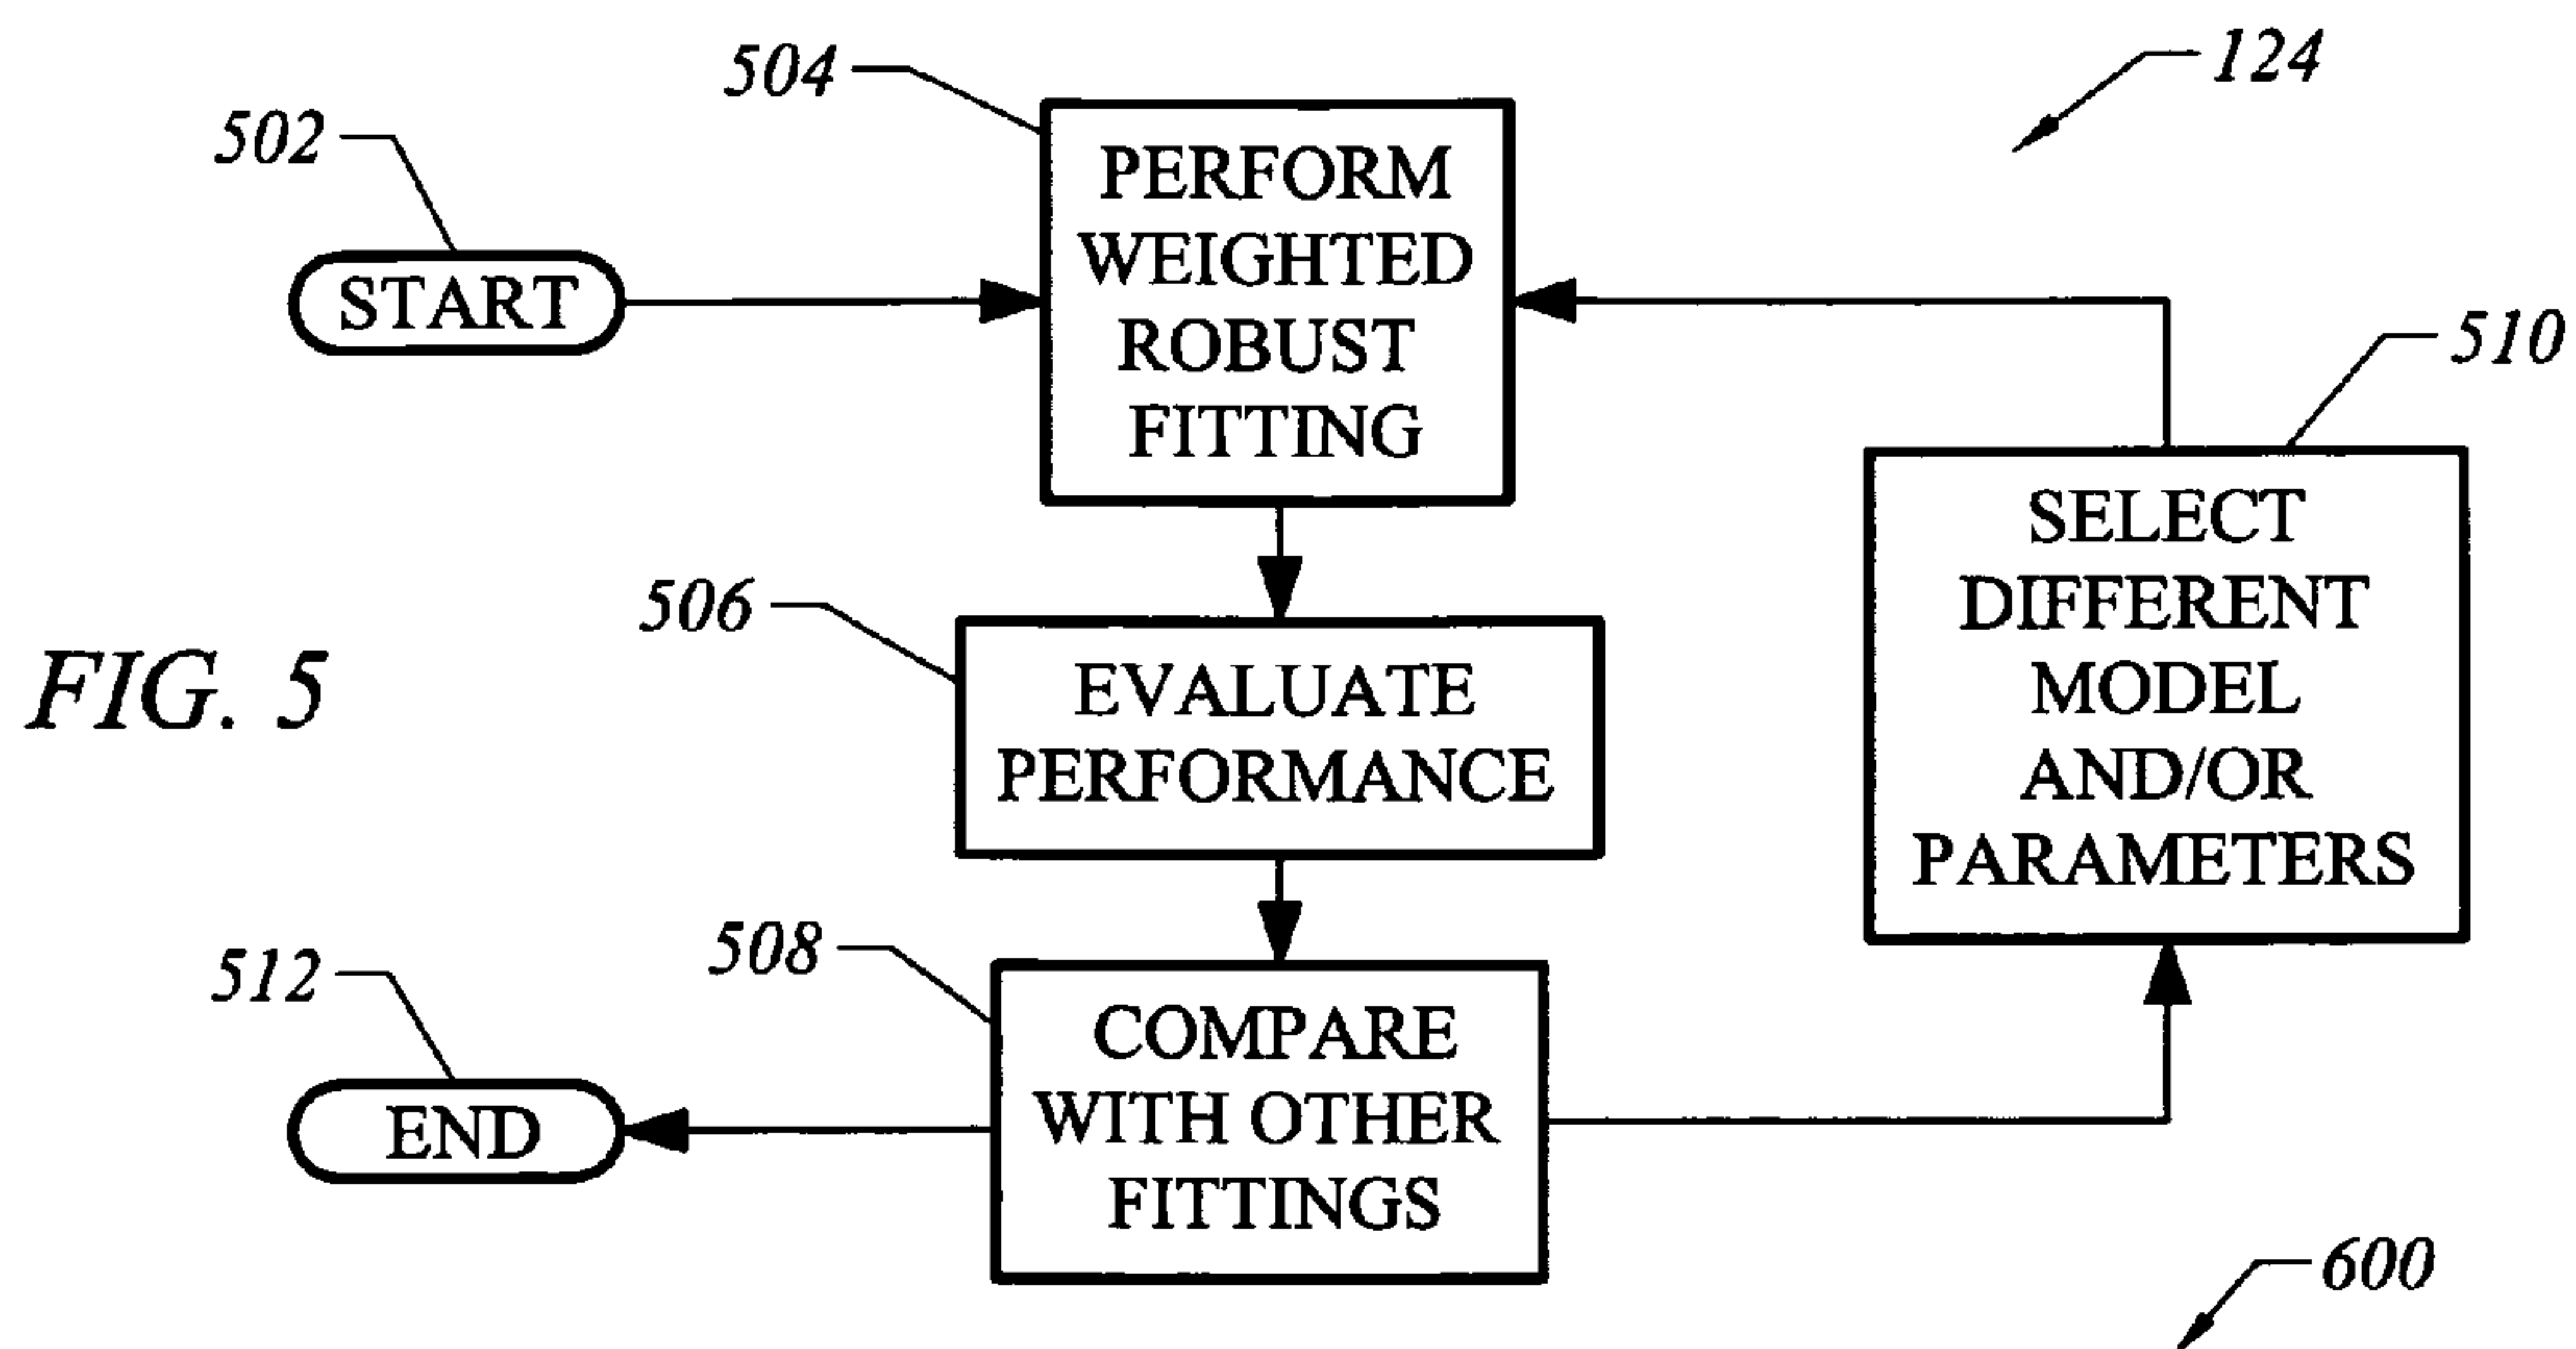 124
504
502
PERFORM
WEIGHTED
ROBUST
FITTING
START
510
SELECT
DIFFERENT
MODEL
AND/OR
PARAMETERS
506
EVALUATE
PERFORMANCE
FIG. 5
508
512
COMPARE
WITH OTHER
FITTINGS
END
600